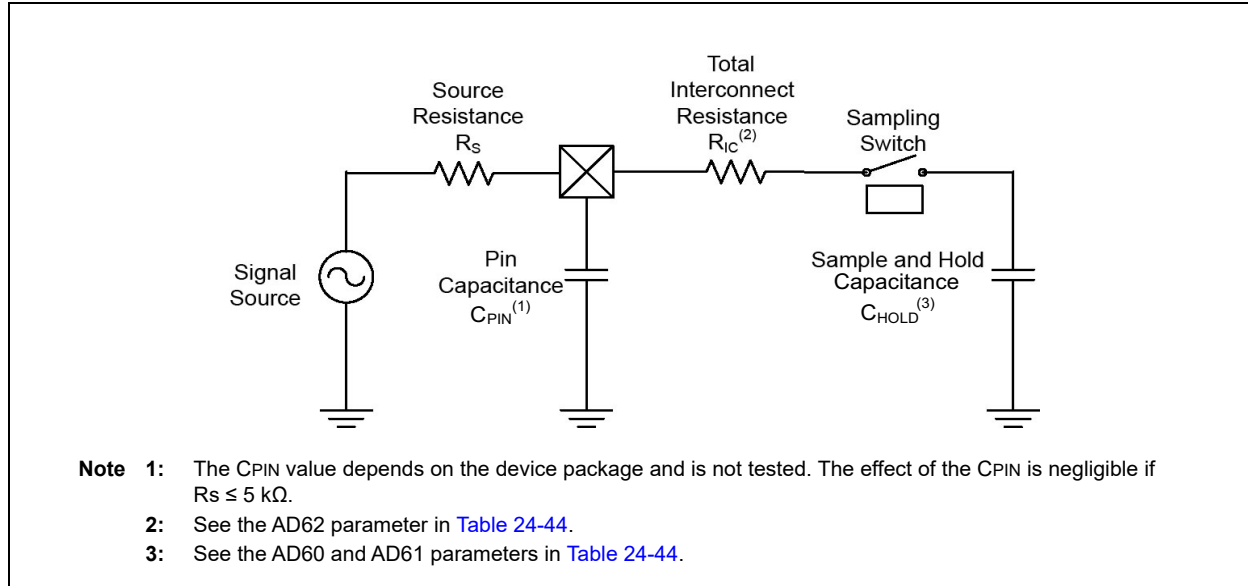 Source
Resistance
RS
Total
Interconnect
Resistance
RIC(2)
Sampling
Switch
Signal
Source
Pin
Capacitance
CPIN(1)
Sample and Hold
Capacitance
CHOLD(3)
Note 1: The CPIN value depends on the device package and is not tested. The effect of the CPIN is negligible if
Rs ≤ 5 kΩ.
2: See the AD62 parameter in Table 24-44.
3: See the AD60 and AD61 parameters in Table 24-44.